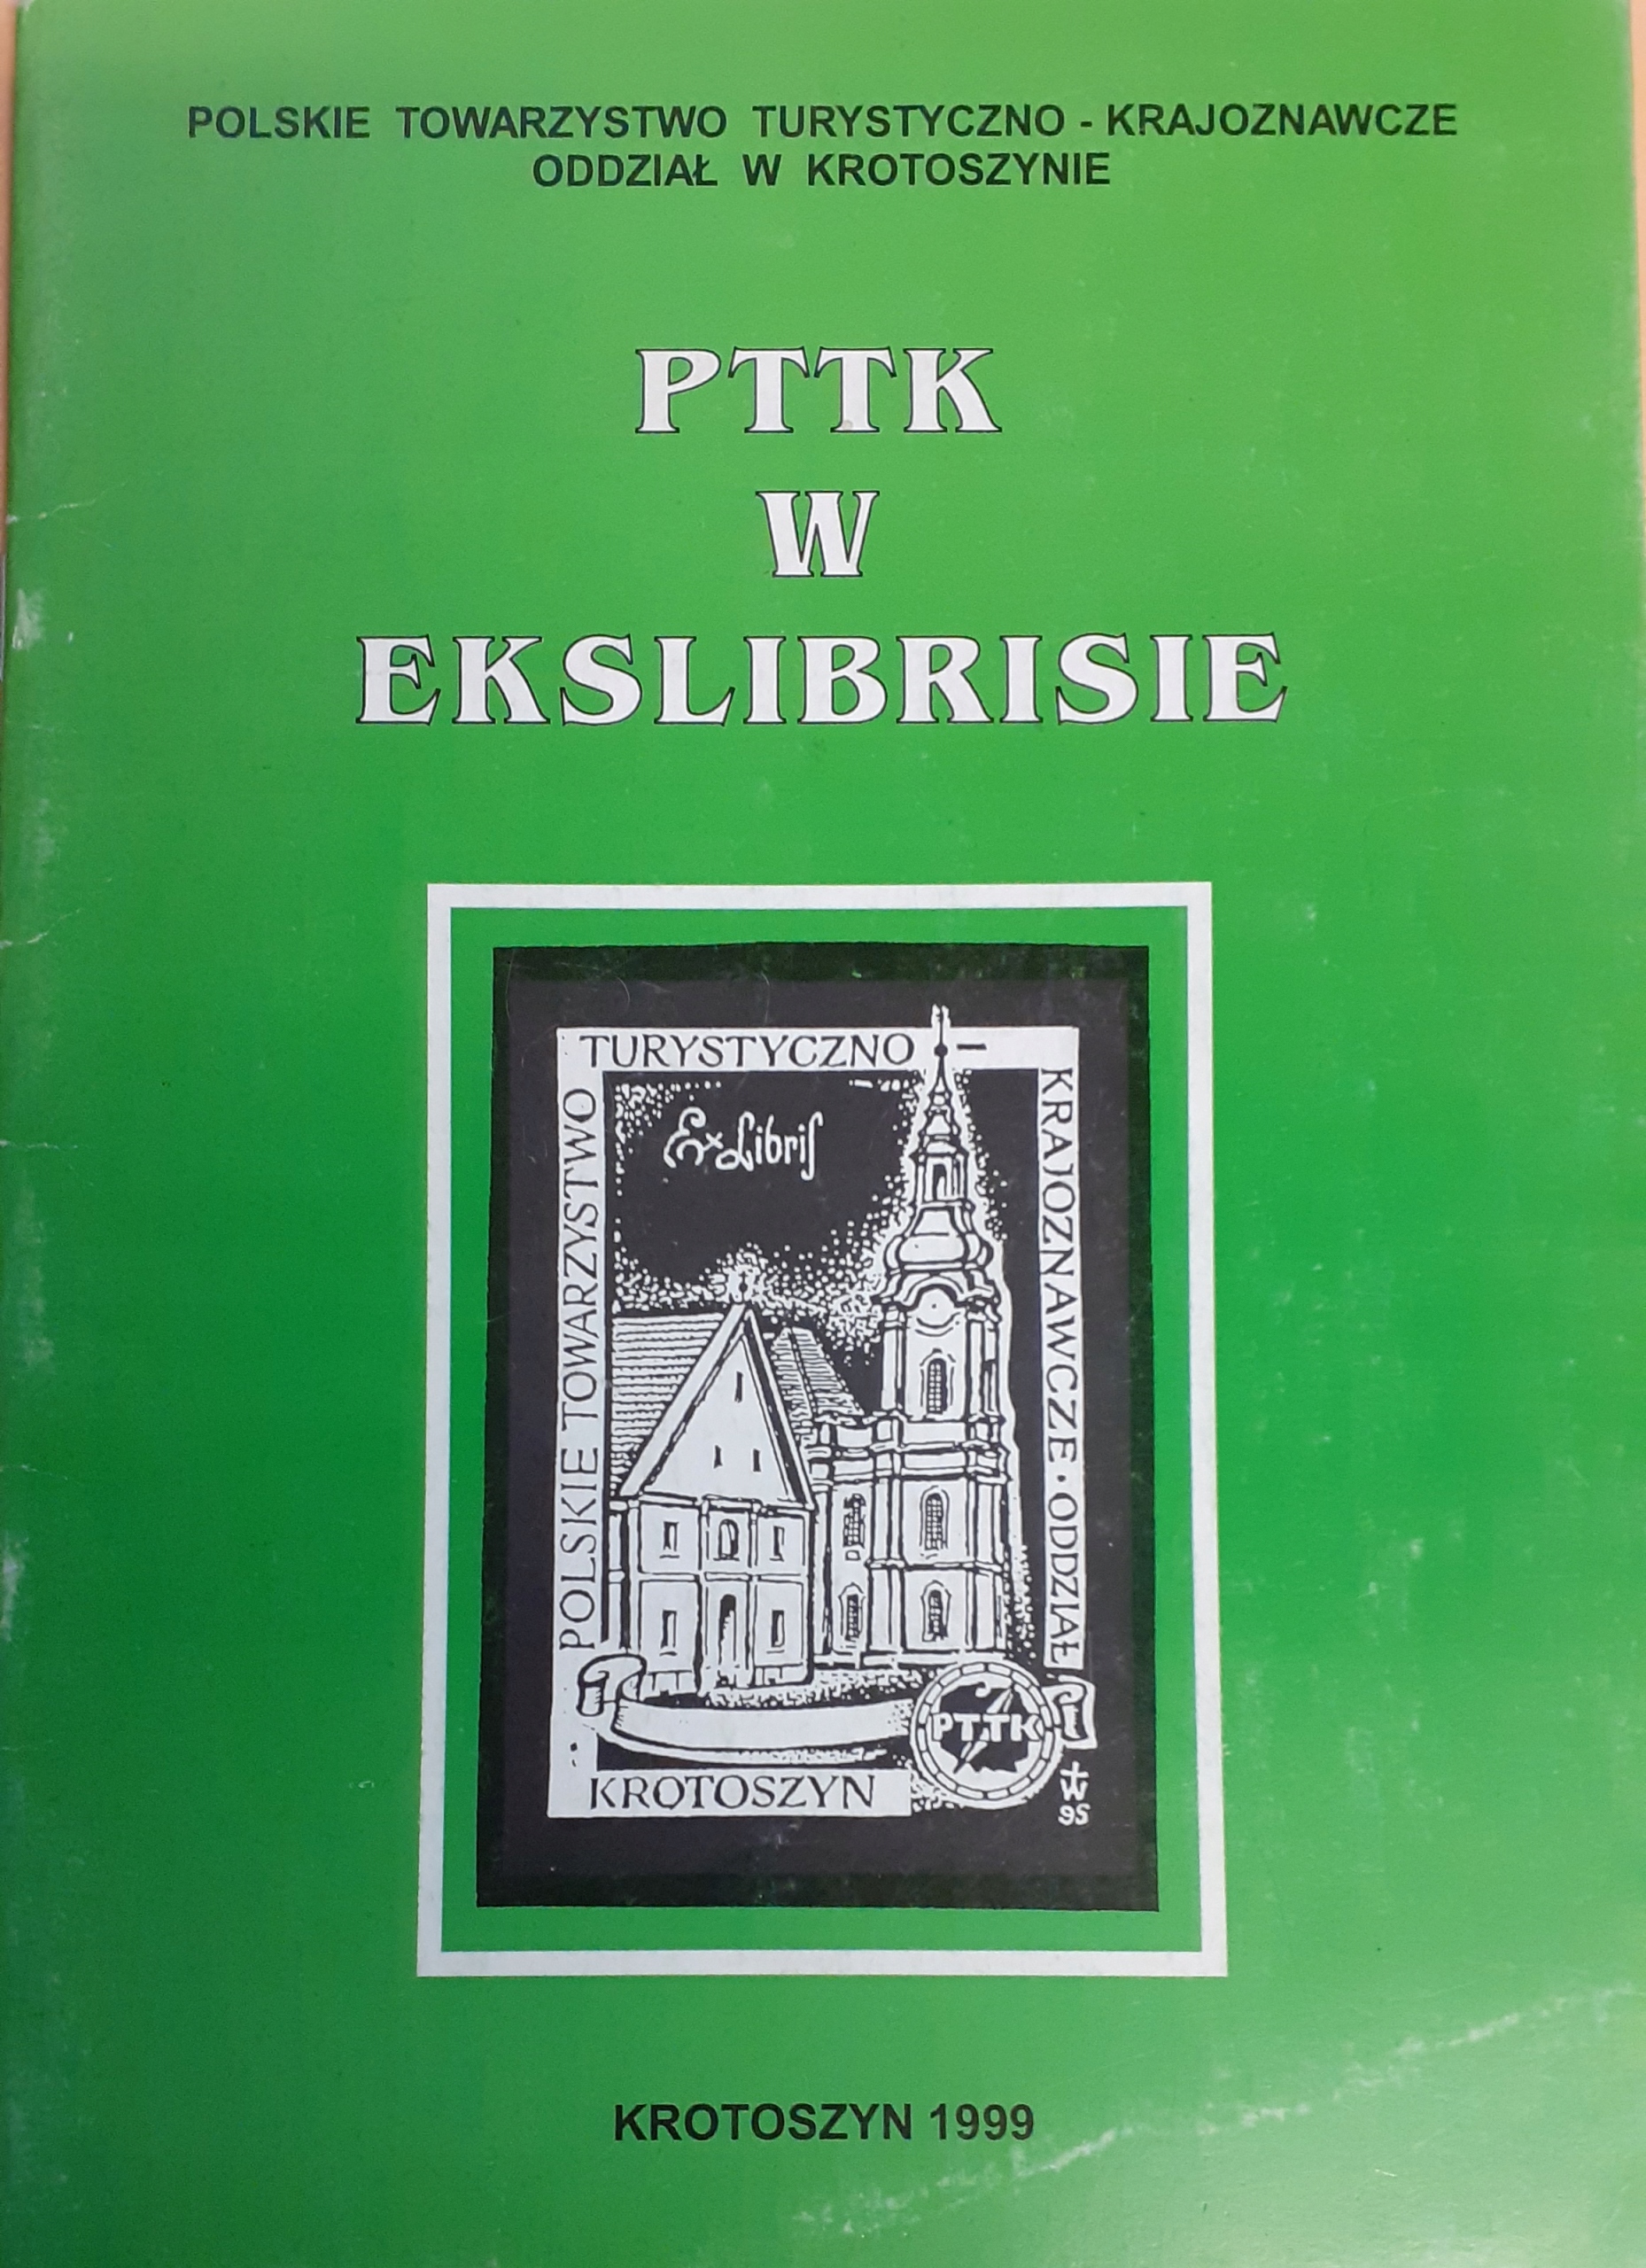 POLSKIE TOWARZYSTWO TURYSTYCZNO - KRAJOZNAWCZE
ODDZIAŁ W KROTOSZYNIE
PTTK
W
EKSLIBRISIE
POLSKIE TOWARZYSTWO
TURYSTYCZNO -
KRAJOZNAWCZE • ODDZIAŁ
Ex Libris
PTTK
KROTOSZYN
TW
95
KROTOSZYN 1999